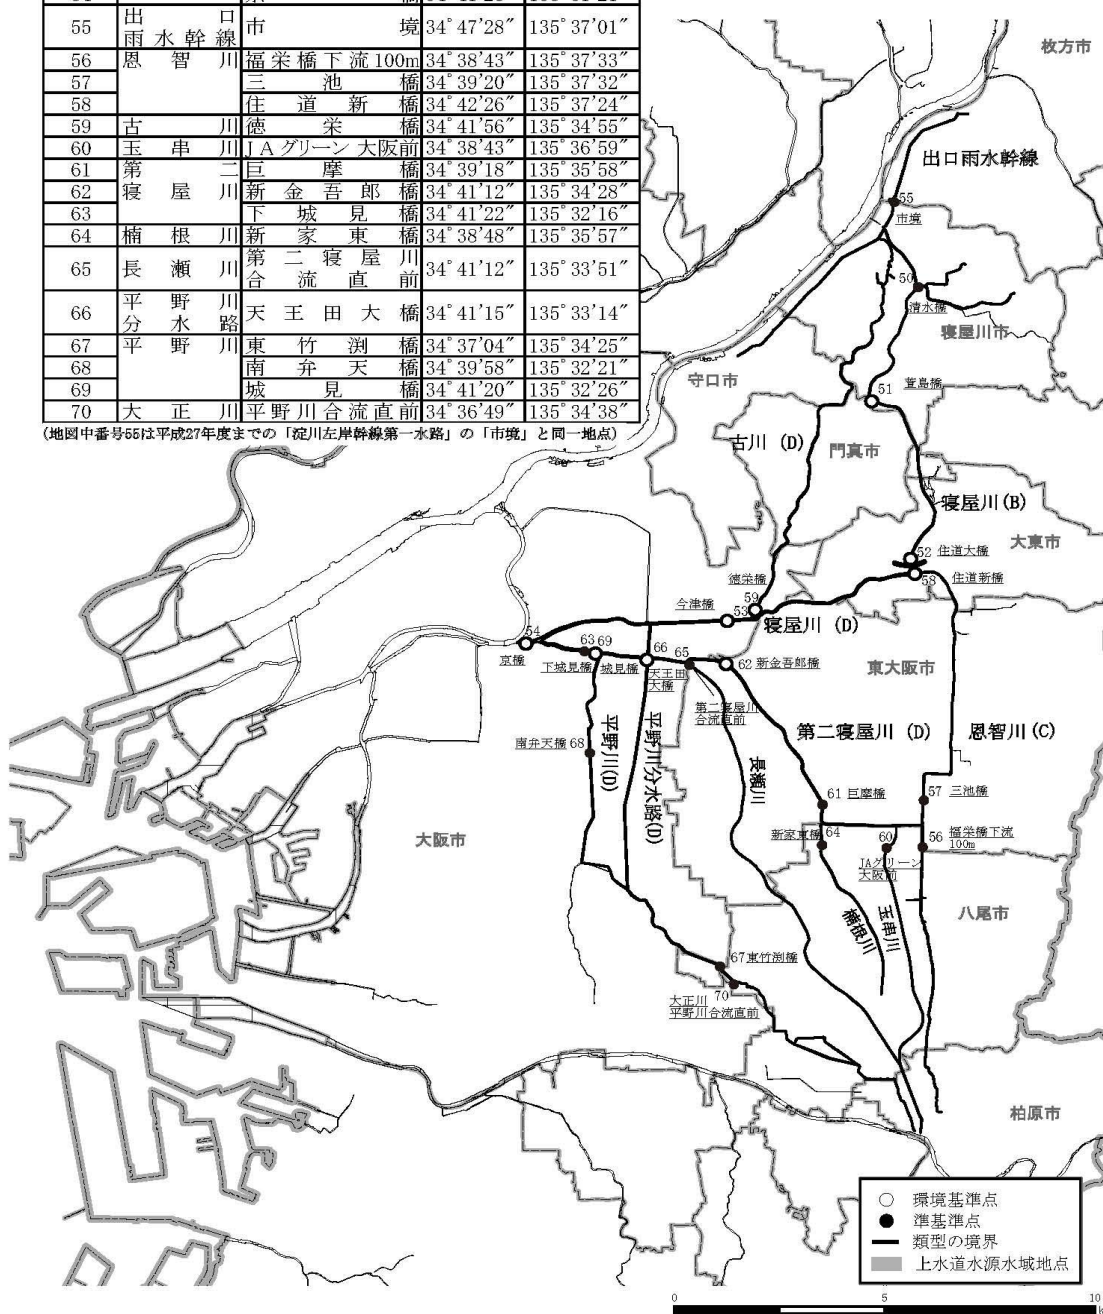 55 出口雨水幹線 市境 34°47'28" 135°37'01"
56 恩智川 福栄橋下流100m 34°38'43" 135°37'33"
57 三池橋 34°39'20" 135°37'32"
58 住道新橋 34°42'26" 135°37'24"
59 古川 徳栄橋 34°41'56" 135°34'55"
60 玉串川 JAグリーン大阪前 34°38'43" 135°36'59"
61 第二寝屋川 巨摩橋 34°39'18" 135°35'58"
62 新金吾郎橋 34°41'12" 135°34'28"
63 下城見橋 34°41'22" 135°32'16"
64 楠根川 新家東橋 34°38'48" 135°35'57"
65 長瀬川 第二寝屋川合流直前 34°41'12" 135°33'51"
66 平野川分水路 天王田大橋 34°41'15" 135°33'14"
67 平野川 東竹渕橋 34°37'04" 135°34'25"
68 南弁天橋 34°39'58" 135°32'21"
69 城見橋 34°41'20" 135°32'26"
70 大正川 平野川合流直前 34°36'49" 135°34'38"
(地図中番号55は平成27年度までの「淀川左岸幹線第一水路」の「市境」と同一地点)
枚方市
出口雨水幹線
55
市境
50
清水橋
寝屋川市
守口市
51 萱島橋
古川 (D)
門真市
寝屋川(B)
大東市
52 住道大橋
58 住道新橋
徳栄橋
59
今津橋
53
寝屋川 (D)
54
京橋
63 69
下城見橋 城見橋
66
天王田
大橋
65
第二寝屋川
合流直前
62 新金吾郎橋
東大阪市
第二寝屋川 (D)
恩智川(C)
南弁天橋 68
平野川(D)
平野川分水路(D)
長瀬川
61 巨摩橋
57 三池橋
新家東橋 64
60
JAグリーン
大阪前
56 福栄橋下流
100m
大阪市
八尾市
楠根川
玉串川
67 東竹渕橋
70
大正川
平野川合流直前
柏原市
○ 環境基準点
● 準基準点
類型の境界
上水道水源水域地点
0 5 10